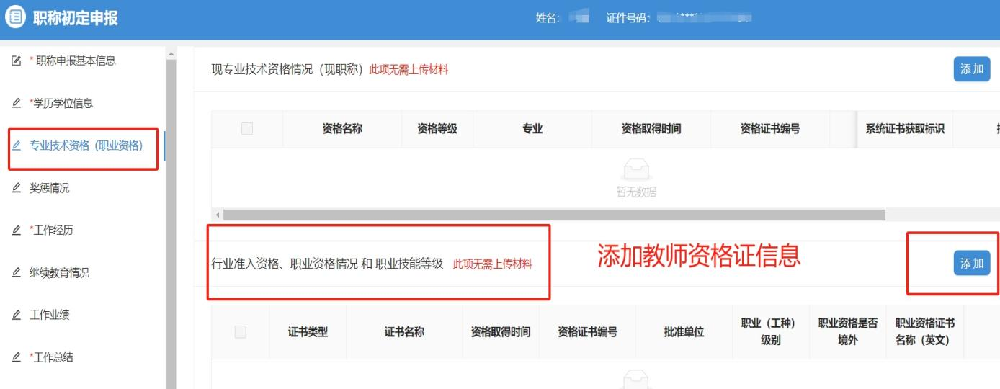 职称初定申报
姓名:
证件号码:
* 职称申报基本信息
*学历学位信息
专业技术资格（职业资格）
奖惩情况
*工作经历
继续教育情况
工作业绩
*工作总结
现专业技术资格情况（现职称） 此项无需上传材料
添加
资格名称 资格等级 专业 资格取得时间 资格证书编号 系统证书获取标识
暂无数据
行业准入资格、职业资格情况 和 职业技能等级 此项无需上传材料
添加教师资格证信息
添加
证书类型 证书名称 资格取得时间 资格证书编号 批准单位 职业（工种） 职业资格是否 职业资格证书
级别 境外 名称（英文）